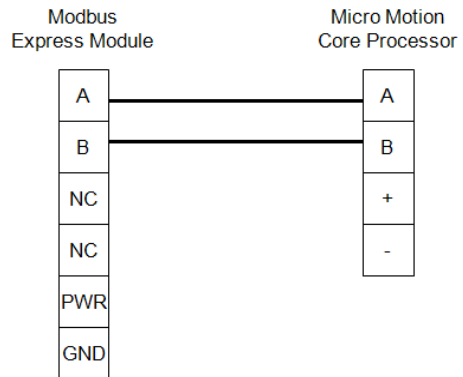 Modbus
Express Module
Micro Motion
Core Processor
A
A
B
B
NC
+
NC
-
PWR
GND